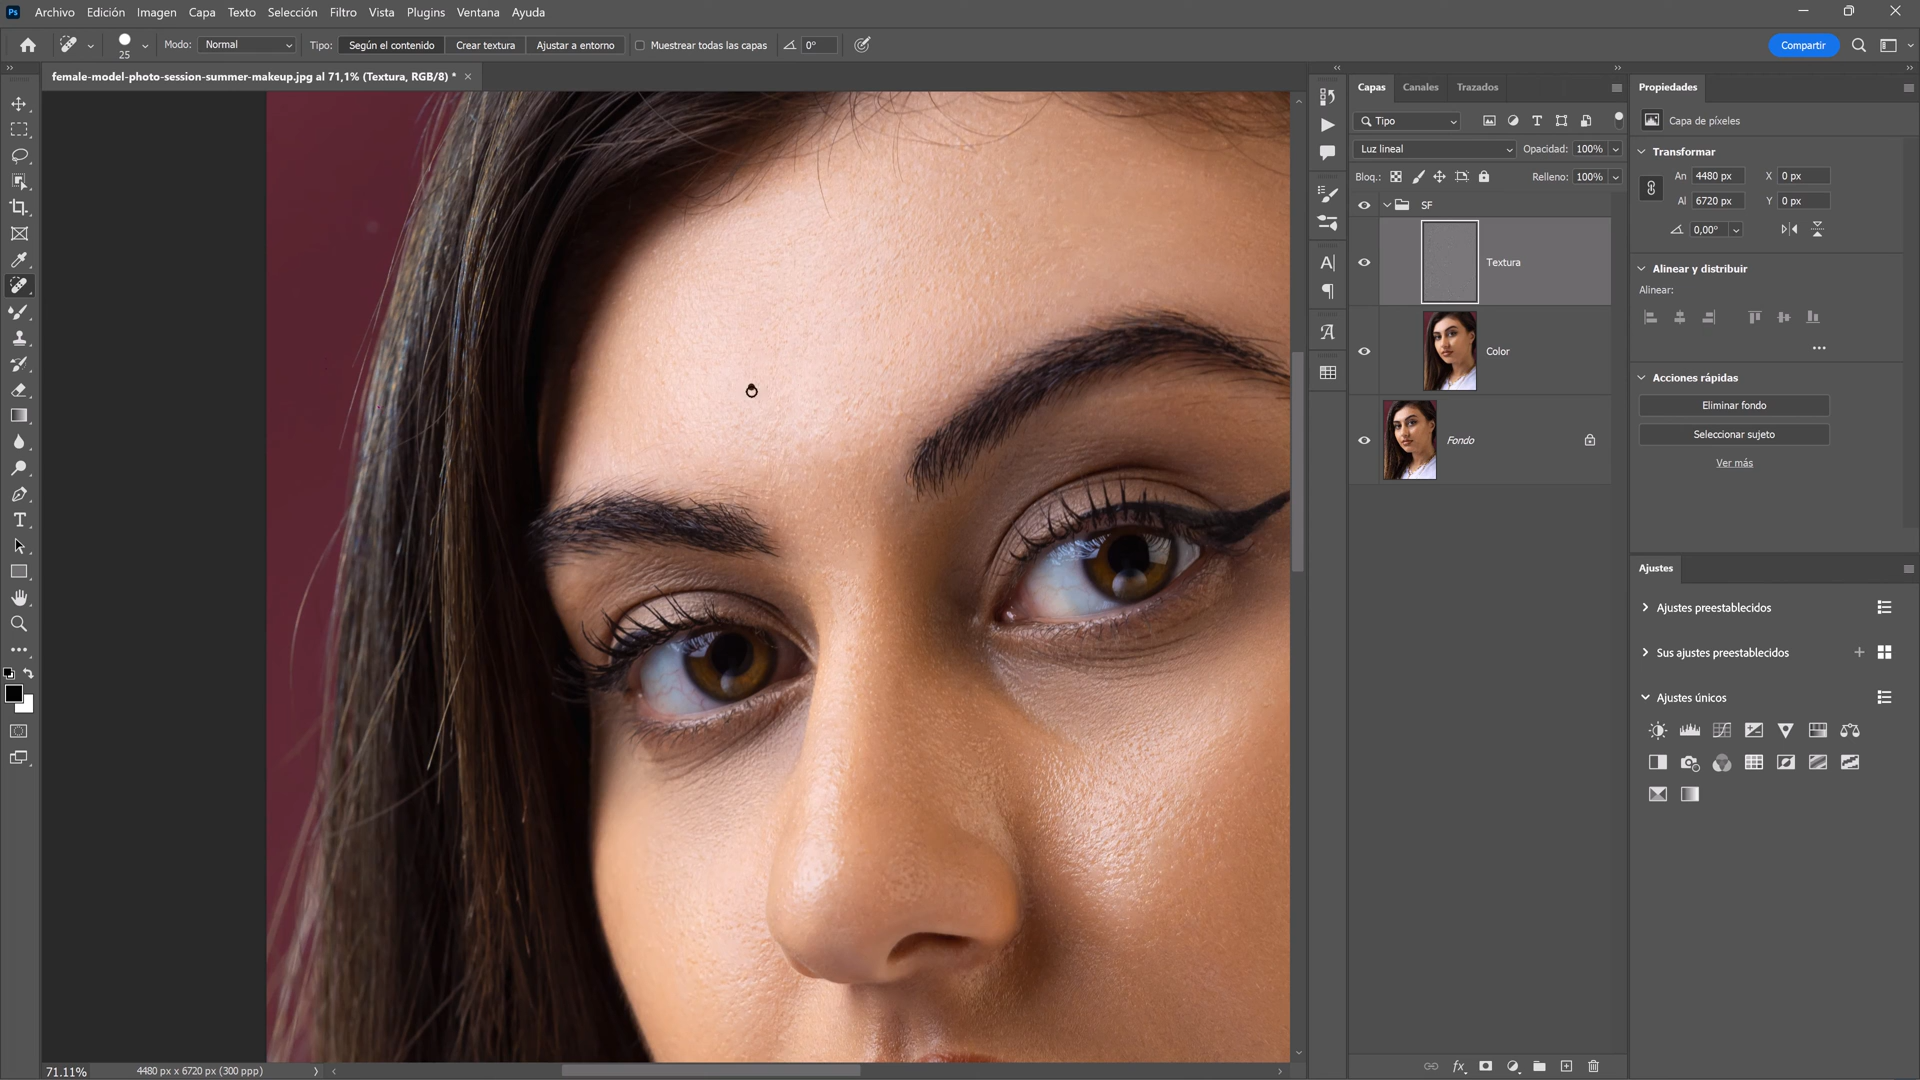 Ps Archivo Edición Imagen Capa Texto Selección Filtro Vista Plugins Ventana Ayuda
25 Modo: Normal Tipo: Según el contenido Crear textura Ajustar a entorno Muestrear todas las capas 0° Compartir
female-model-photo-session-summer-makeup.jpg al 71,1% (Textura, RGB/8) *
Capas Canales Trazados
Tipo
Luz lineal Opacidad: 100%
Bloq.: Relleno: 100%
SF
Textura
Color
Fondo
Propiedades
Capa de píxeles
Transformar
An 4480 px X 0 px
Al 6720 px Y 0 px
0,00°
Alinear y distribuir
Alinear:
Acciones rápidas
Eliminar fondo
Seleccionar sujeto
Ver más
Ajustes
Ajustes preestablecidos
Sus ajustes preestablecidos
Ajustes únicos
71.11% 4480 px x 6720 px (300 ppp)